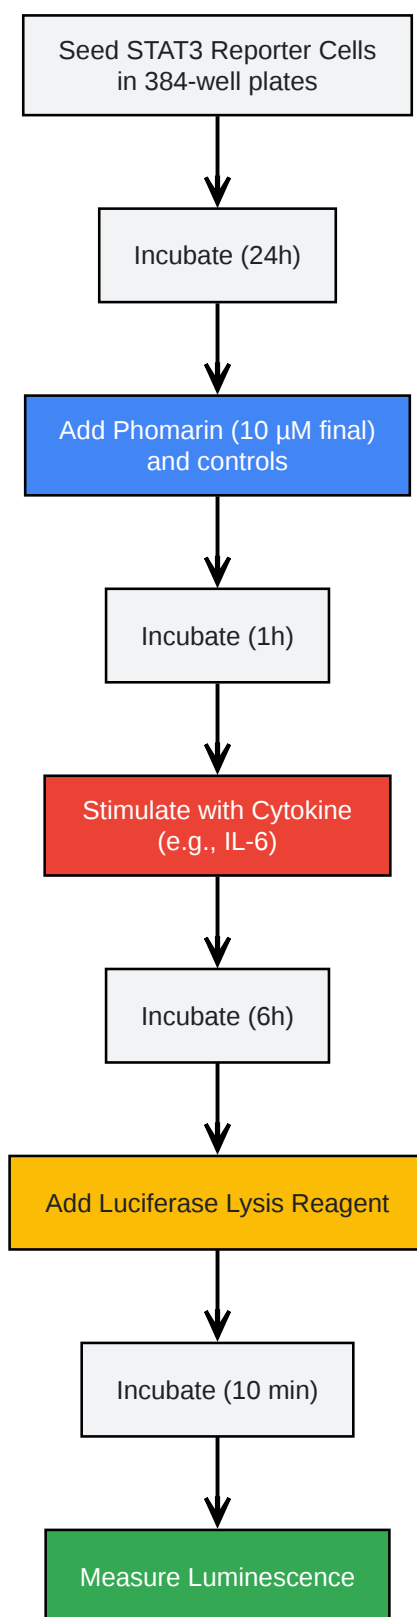 Seed STAT3 Reporter Cells
in 384-well plates
Incubate (24h)
Add Phomarin (10 µM final)
and controls
Incubate (1h)
Stimulate with Cytokine
(e.g., IL-6)
Incubate (6h)
Add Luciferase Lysis Reagent
Incubate (10 min)
Measure Luminescence